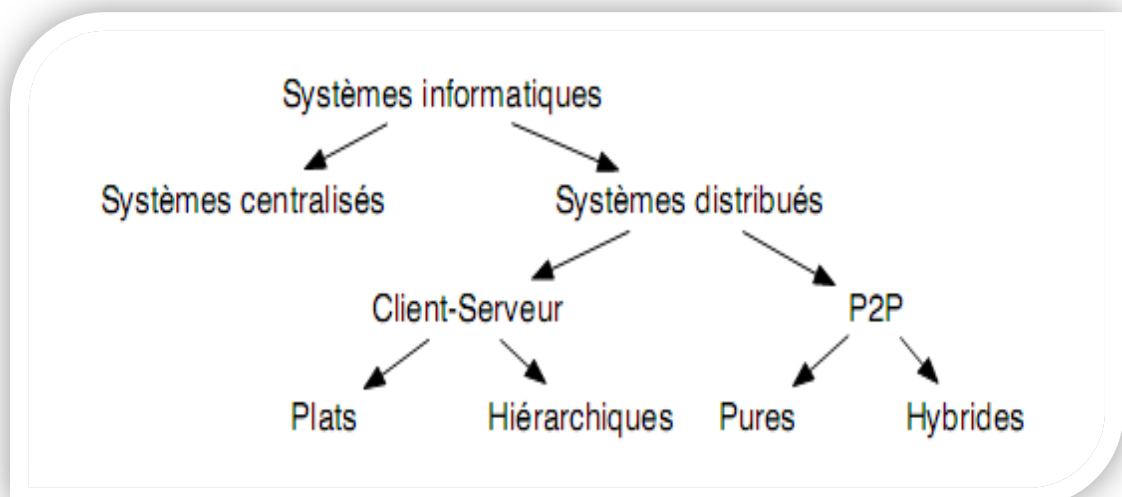 Systèmes informatiques
Systèmes centralisés Systèmes distribués
Client-Serveur P2P
Plats Hiérarchiques Pures Hybrides